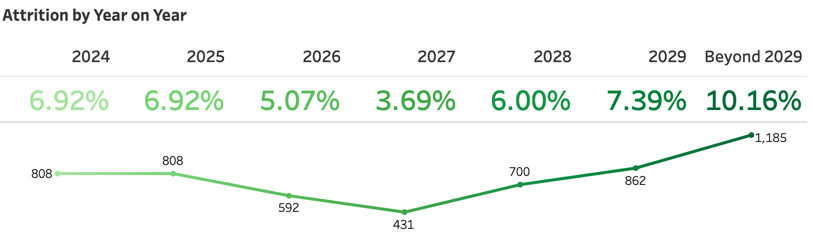 Attrition by Year on Year
2024 2025 2026 2027 2028 2029 Beyond 2029
6.92% 6.92% 5.07% 3.69% 6.00% 7.39% 10.16%
808 808 592 431 700 862 1,185